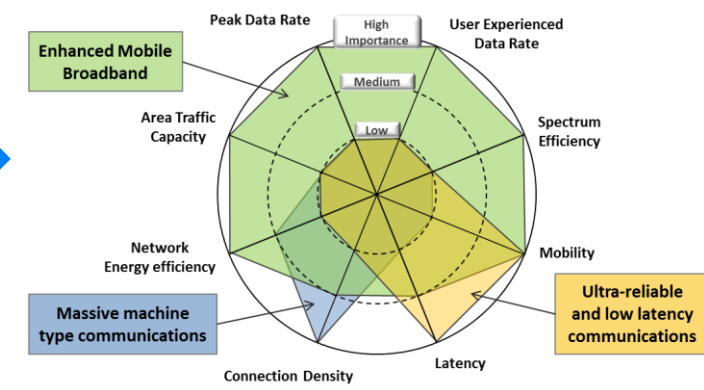 Peak Data Rate
High
Importance
User Experienced
Data Rate
Enhanced Mobile
Broadband
Medium
Area Traffic
Capacity
Low
Spectrum
Efficiency
Network
Energy efficiency
Mobility
Massive machine
type communications
Ultra-reliable
and low latency
communications
Connection Density
Latency